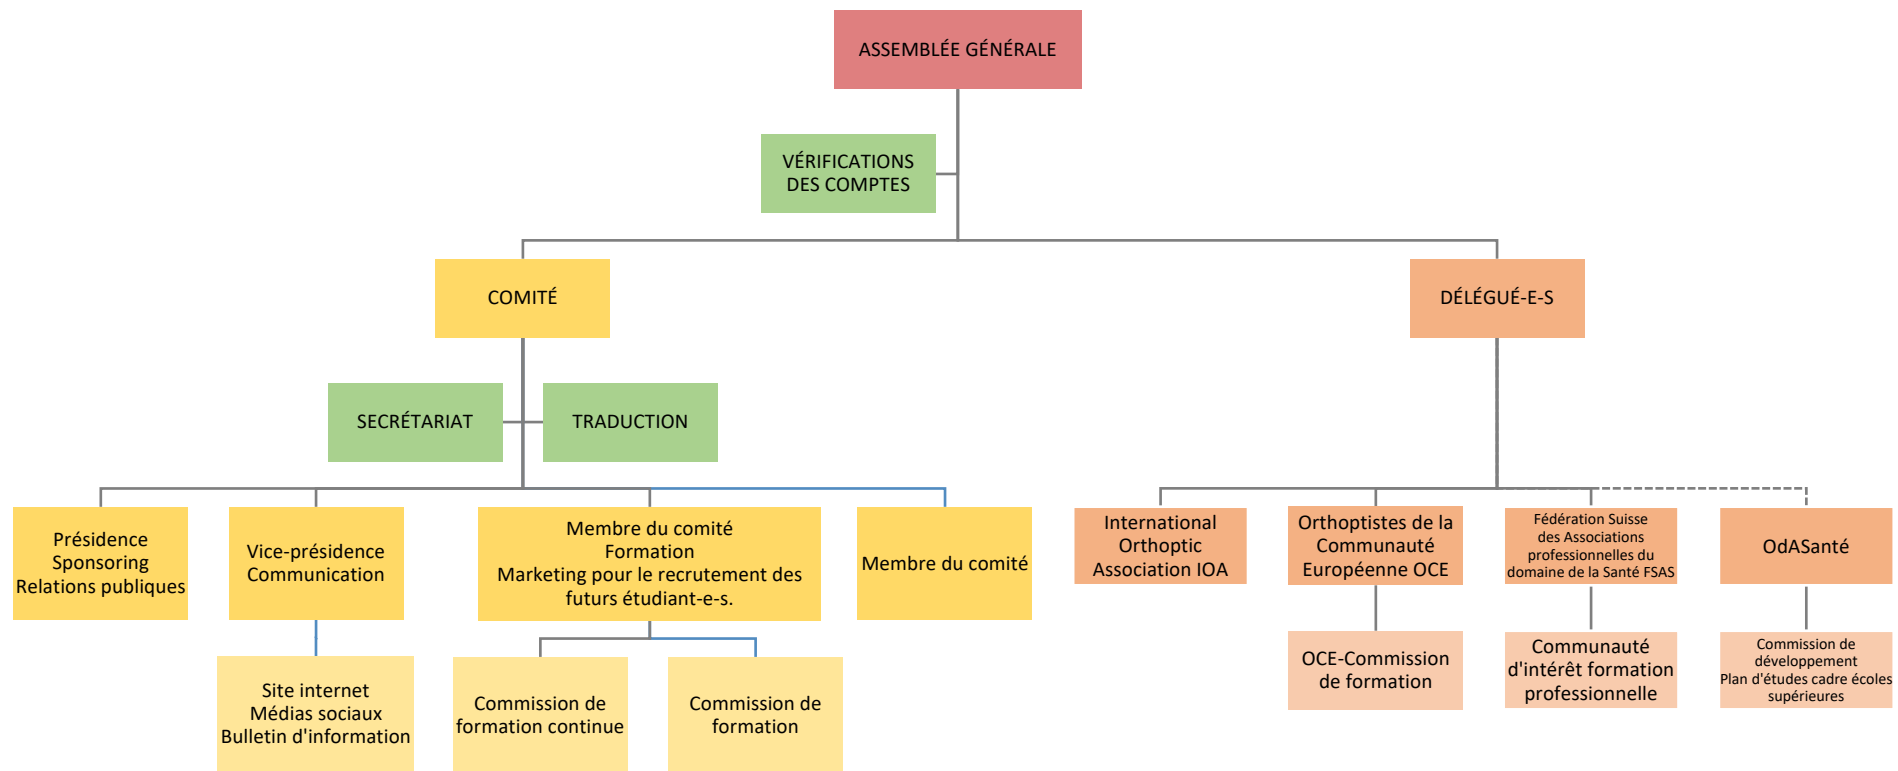 ASSEMBLÉE GÉNÉRALE
VÉRIFICATIONS
DES COMPTES
COMITÉ
DÉLÉGUÉ-E-S
SECRÉTARIAT
TRADUCTION
Présidence
Sponsoring
Relations publiques
Vice-présidence
Communication
Membre du comité
Formation
Marketing pour le recrutement des
futurs étudiant-e-s.
Membre du comité
International
Orthoptic
Association IOA
Orthoptistes de la
Communauté
Européenne OCE
Fédération Suisse
des Associations
professionnelles du
domaine de la Santé FSAS
OdASanté
Site internet
Médias sociaux
Bulletin d'information
Commission de
formation continue
Commission de
formation
OCE-Commission
de formation
Communauté
d'intérêt formation
professionnelle
Commission de
développement
Plan d'études cadre écoles
supérieures